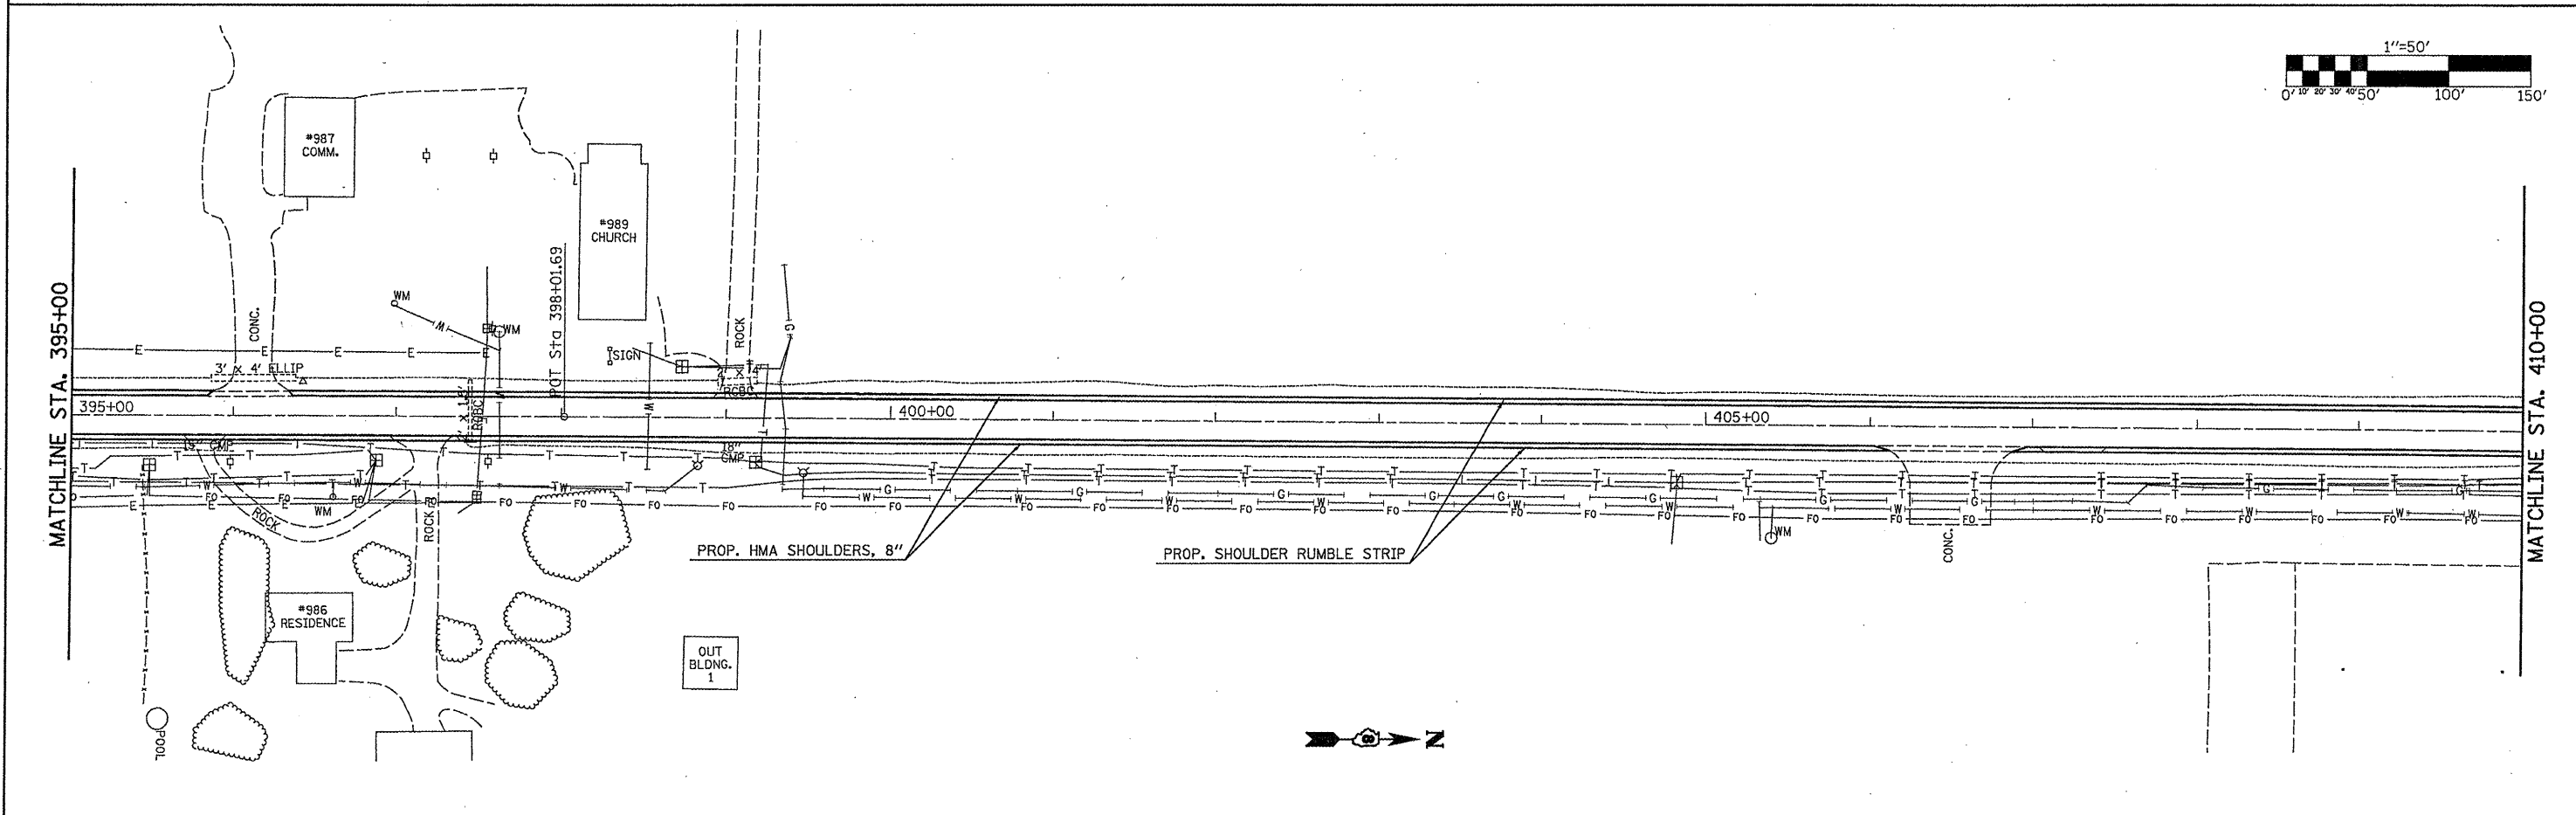 1"=50'
0' 10' 20' 30' 40' 50' 100' 150'
#987
COMM.
#989
CHURCH
MATCHLINE STA. 395+00
MATCHLINE STA. 410+00
CONC.
WM
W
WM
POT Sta 398+01.69
SIGN
ROCK
G
E E E E E
3' x 4' ELLIP
RCBC
RCBC
395+00
400+00
405+00
GMP
18"
GMP
ROCK
WM
ROCK
WM
CONC.
PROP. HMA SHOULDERS, 8"
PROP. SHOULDER RUMBLE STRIP
#986
RESIDENCE
OUT
BLDNG.
1
POOL
N